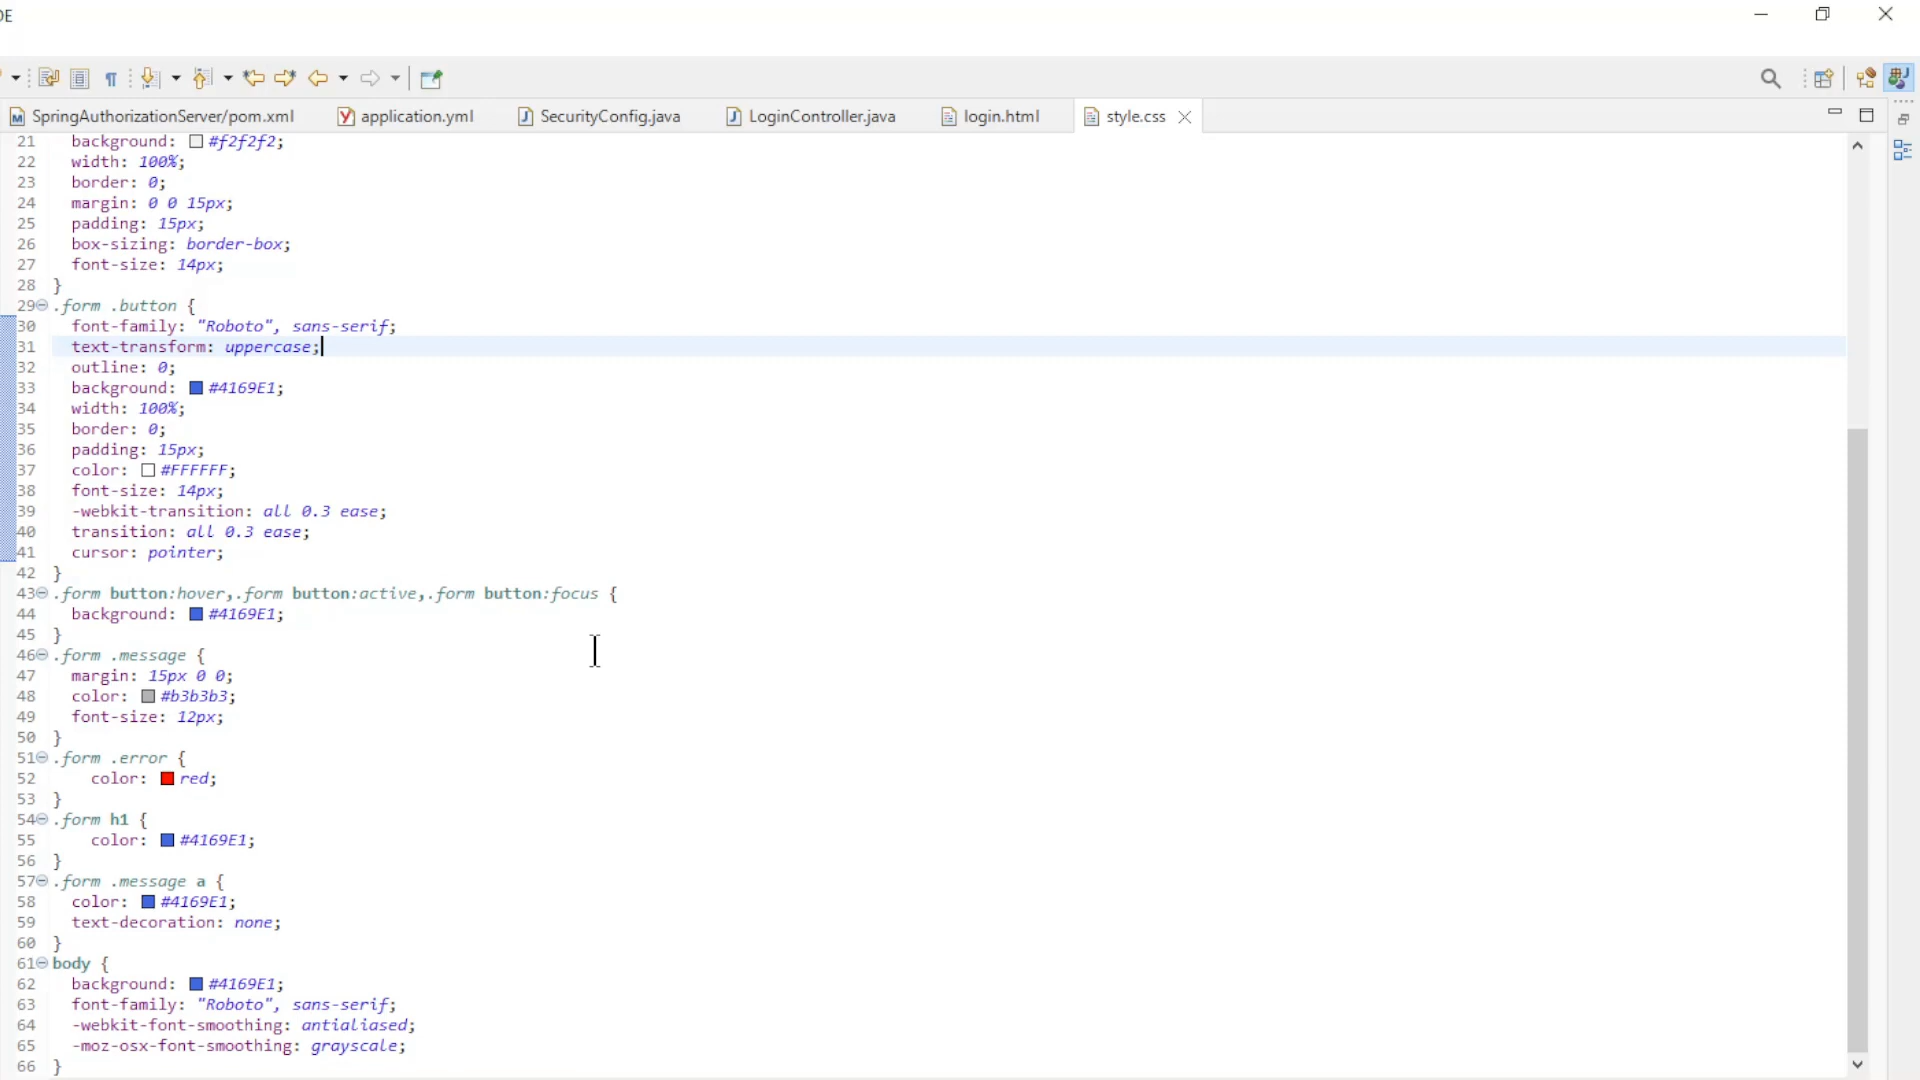 DE
SpringAuthorizationServer/pom.xml application.yml SecurityConfig.java LoginController.java login.html style.css
21 background: #f2f2f2;
22 width: 100%;
23 border: 0;
24 margin: 0 0 15px;
25 padding: 15px;
26 box-sizing: border-box;
27 font-size: 14px;
28 }
29 .form .button {
30 font-family: "Roboto", sans-serif;
31 text-transform: uppercase;
32 outline: 0;
33 background: #4169E1;
34 width: 100%;
35 border: 0;
36 padding: 15px;
37 color: #FFFFFF;
38 font-size: 14px;
39 -webkit-transition: all 0.3 ease;
40 transition: all 0.3 ease;
41 cursor: pointer;
42 }
43 .form button:hover,.form button:active,.form button:focus {
44 background: #4169E1;
45 }
46 .form .message {
47 margin: 15px 0 0;
48 color: #b3b3b3;
49 font-size: 12px;
50 }
51 .form .error {
52 color: red;
53 }
54 .form h1 {
55 color: #4169E1;
56 }
57 .form .message a {
58 color: #4169E1;
59 text-decoration: none;
60 }
61 body {
62 background: #4169E1;
63 font-family: "Roboto", sans-serif;
64 -webkit-font-smoothing: antialiased;
65 -moz-osx-font-smoothing: grayscale;
66 }